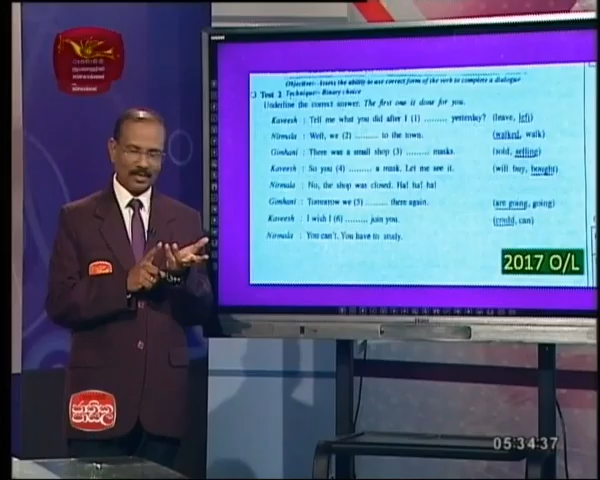 Objective:- Assess the ability to use correct form of the verb to complete a dialogue
Test 2 Technique:- Binary choice
Underline the correct answer. The first one is done for you.
Kaveesh : Tell me what you did after I (1) ......... yesterday? (leave, left)
Nirmala : Well, we (2) ......... to the town. (walked, walk)
Gimhani : There was a small shop (3) ......... masks. (sold, selling)
Kaveesh : So you (4) ......... a mask. Let me see it. (will buy, bought)
Nirmala : No, the shop was closed. Ha! ha! ha!
Gimhani : Tomorrow we (5) ......... there again. (are going, going)
Kaveesh : I wish I (6) ......... join you. (could, can)
Nirmala : You can't. You have to study.
2017 O/L
05:34:37